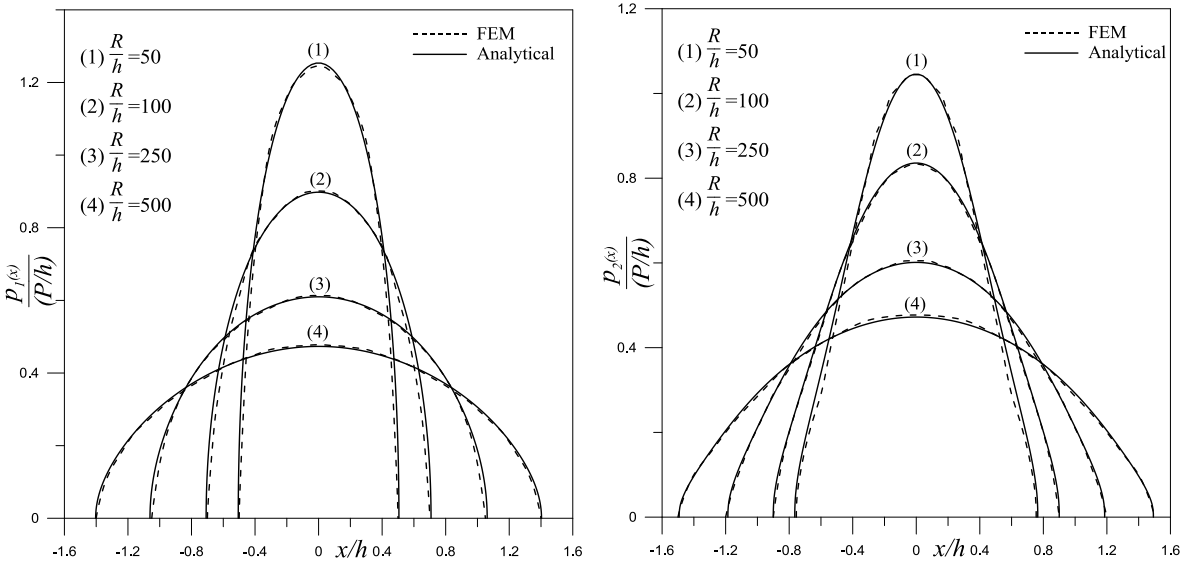 FEM
Analytical
(1) R/h=50
(2) R/h=100
(3) R/h=250
(4) R/h=500
(1)
(2)
(3)
(4)
1.2
0.8
0.4
0
p₁(x)/(P/h)
-1.6 -1.2 -0.8 -0.4 0 0.4 0.8 1.2 1.6
x/h
FEM
Analytical
(1) R/h=50
(2) R/h=100
(3) R/h=250
(4) R/h=500
(1)
(2)
(3)
(4)
1.2
0.8
0.4
0
p₂(x)/(P/h)
-1.6 -1.2 -0.8 -0.4 0 0.4 0.8 1.2 1.6
x/h